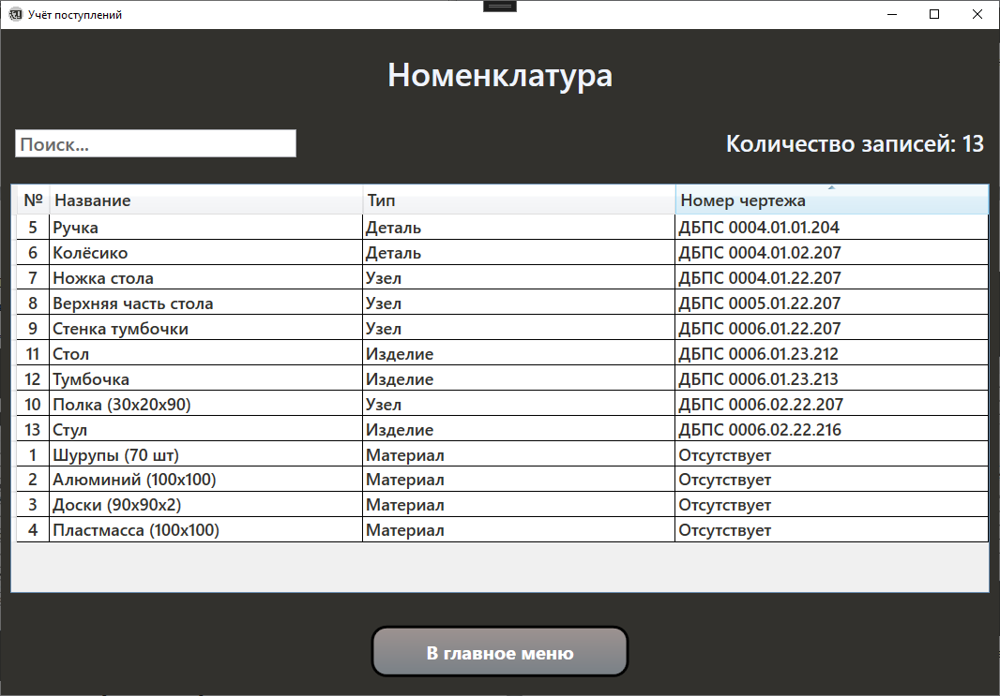 Учёт поступлений
Номенклатура
Поиск...
Количество записей: 13
№ Название Тип Номер чертежа
5 Ручка Деталь ДБПС 0004.01.01.204
6 Колёсико Деталь ДБПС 0004.01.02.207
7 Ножка стола Узел ДБПС 0004.01.22.207
8 Верхняя часть стола Узел ДБПС 0005.01.22.207
9 Стенка тумбочки Узел ДБПС 0006.01.22.207
11 Стол Изделие ДБПС 0006.01.23.212
12 Тумбочка Изделие ДБПС 0006.01.23.213
10 Полка (30х20х90) Узел ДБПС 0006.02.22.207
13 Стул Изделие ДБПС 0006.02.22.216
1 Шурупы (70 шт) Материал Отсутствует
2 Алюминий (100х100) Материал Отсутствует
3 Доски (90х90х2) Материал Отсутствует
4 Пластмасса (100х100) Материал Отсутствует
В главное меню